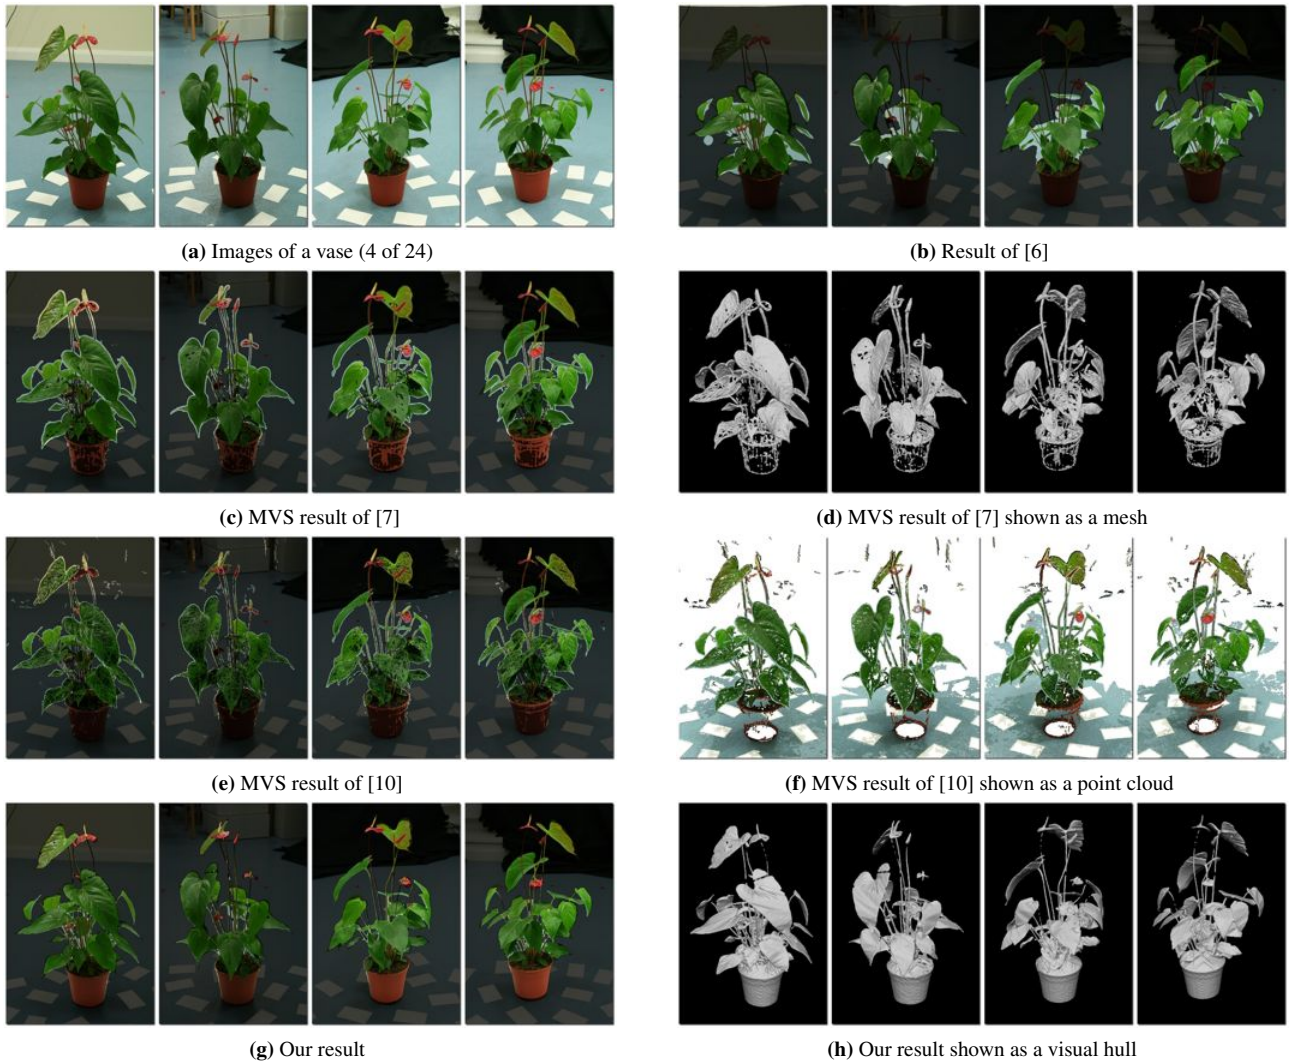 (a) Images of a vase (4 of 24)
(b) Result of [6]
(c) MVS result of [7]
(d) MVS result of [7] shown as a mesh
(e) MVS result of [10]
(f) MVS result of [10] shown as a point cloud
(g) Our result
(h) Our result shown as a visual hull